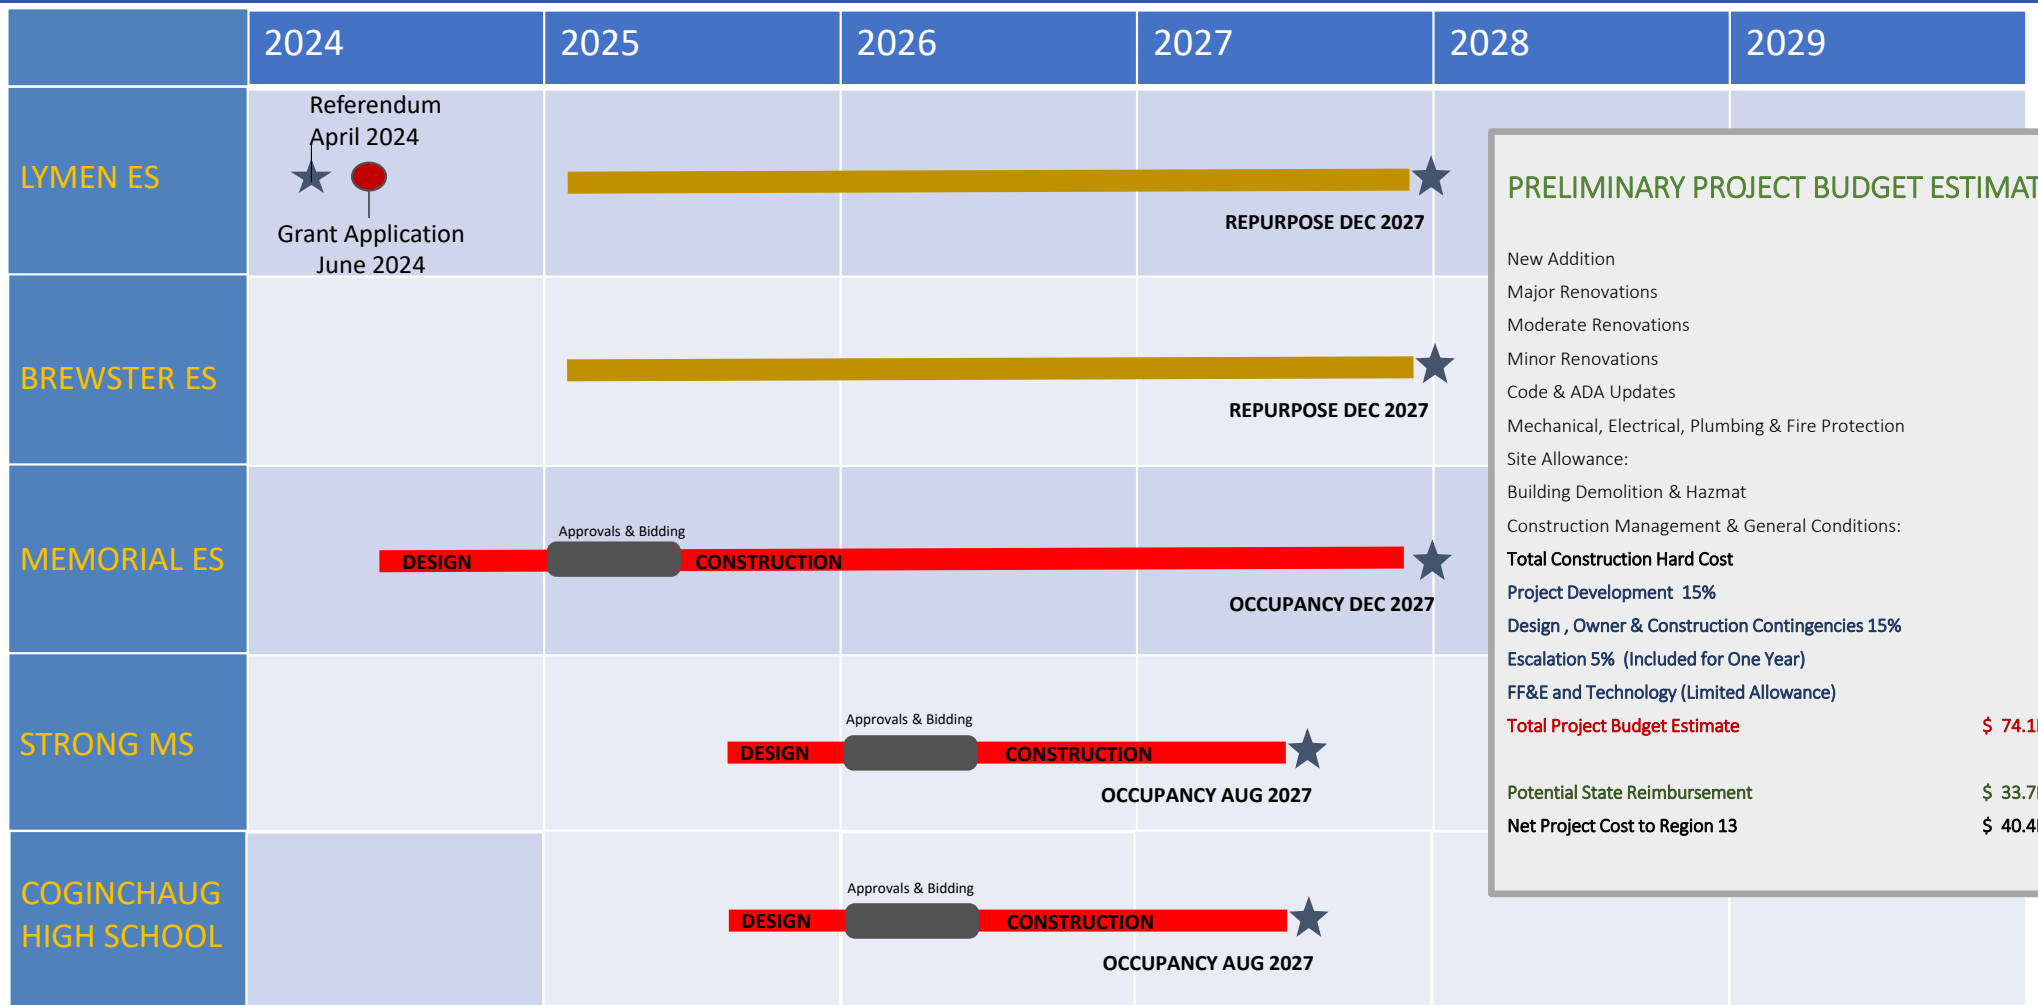 2024 2025 2026 2027 2028 2029
LYMEN ES
Referendum
April 2024
Grant Application
June 2024
REPURPOSE DEC 2027
BREWSTER ES
REPURPOSE DEC 2027
MEMORIAL ES
Approvals & Bidding
DESIGN CONSTRUCTION
OCCUPANCY DEC 2027
STRONG MS
Approvals & Bidding
DESIGN CONSTRUCTION
OCCUPANCY AUG 2027
COGINCHAUG
HIGH SCHOOL
Approvals & Bidding
DESIGN CONSTRUCTION
OCCUPANCY AUG 2027
PRELIMINARY PROJECT BUDGET ESTIMAT
New Addition
Major Renovations
Moderate Renovations
Minor Renovations
Code & ADA Updates
Mechanical, Electrical, Plumbing & Fire Protection
Site Allowance:
Building Demolition & Hazmat
Construction Management & General Conditions:
Total Construction Hard Cost
Project Development 15%
Design , Owner & Construction Contingencies 15%
Escalation 5% (Included for One Year)
FF&E and Technology (Limited Allowance)
Total Project Budget Estimate $ 74.1
Potential State Reimbursement $ 33.7
Net Project Cost to Region 13 $ 40.4